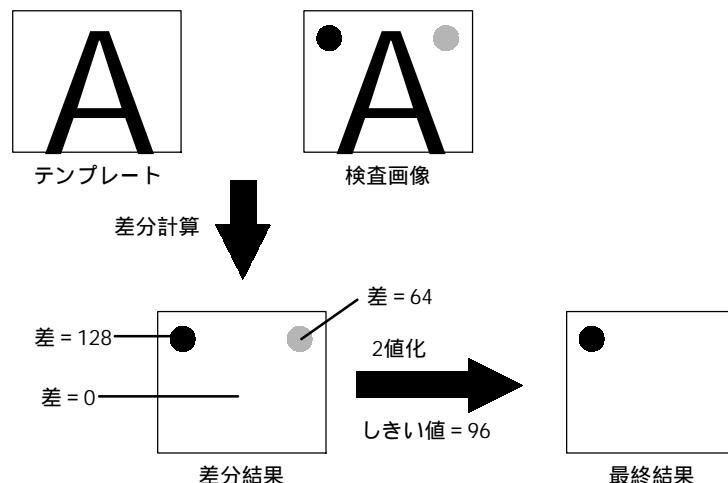 A
A
テンプレート
検査画像
差分計算
差 = 64
差 = 128
2値化
差 = 0
しきい値 = 96
差分結果
最終結果